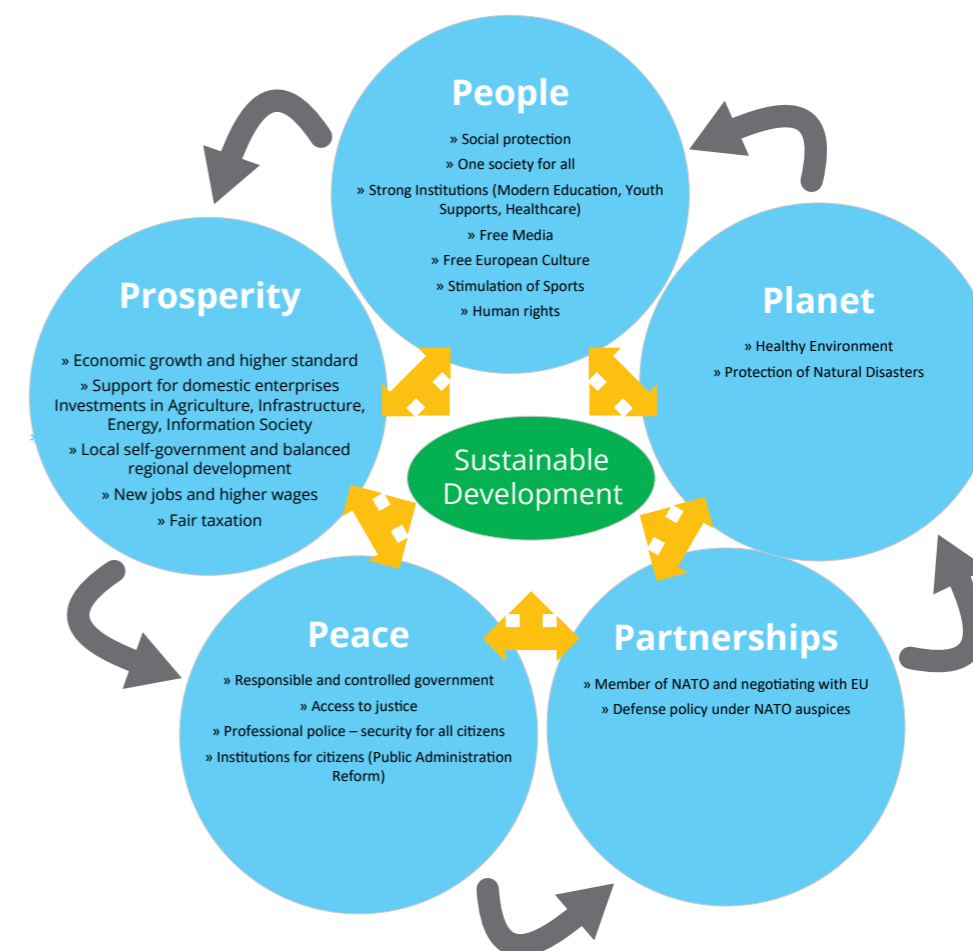 People
» Social protection
» One society for all
» Strong Institutions (Modern Education, Youth
Supports, Healthcare)
» Free Media
» Free European Culture
» Stimulation of Sports
» Human rights
Prosperity
» Economic growth and higher standard
» Support for domestic enterprises
Investments in Agriculture, Infrastructure,
Energy, Information Society
» Local self-government and balanced
regional development
» New jobs and higher wages
» Fair taxation
Planet
» Healthy Environment
» Protection of Natural Disasters
Sustainable
Development
Peace
» Responsible and controlled government
» Access to justice
» Professional police – security for all citizens
» Institutions for citizens (Public Administration
Reform)
Partnerships
» Member of NATO and negotiating with EU
» Defense policy under NATO auspices